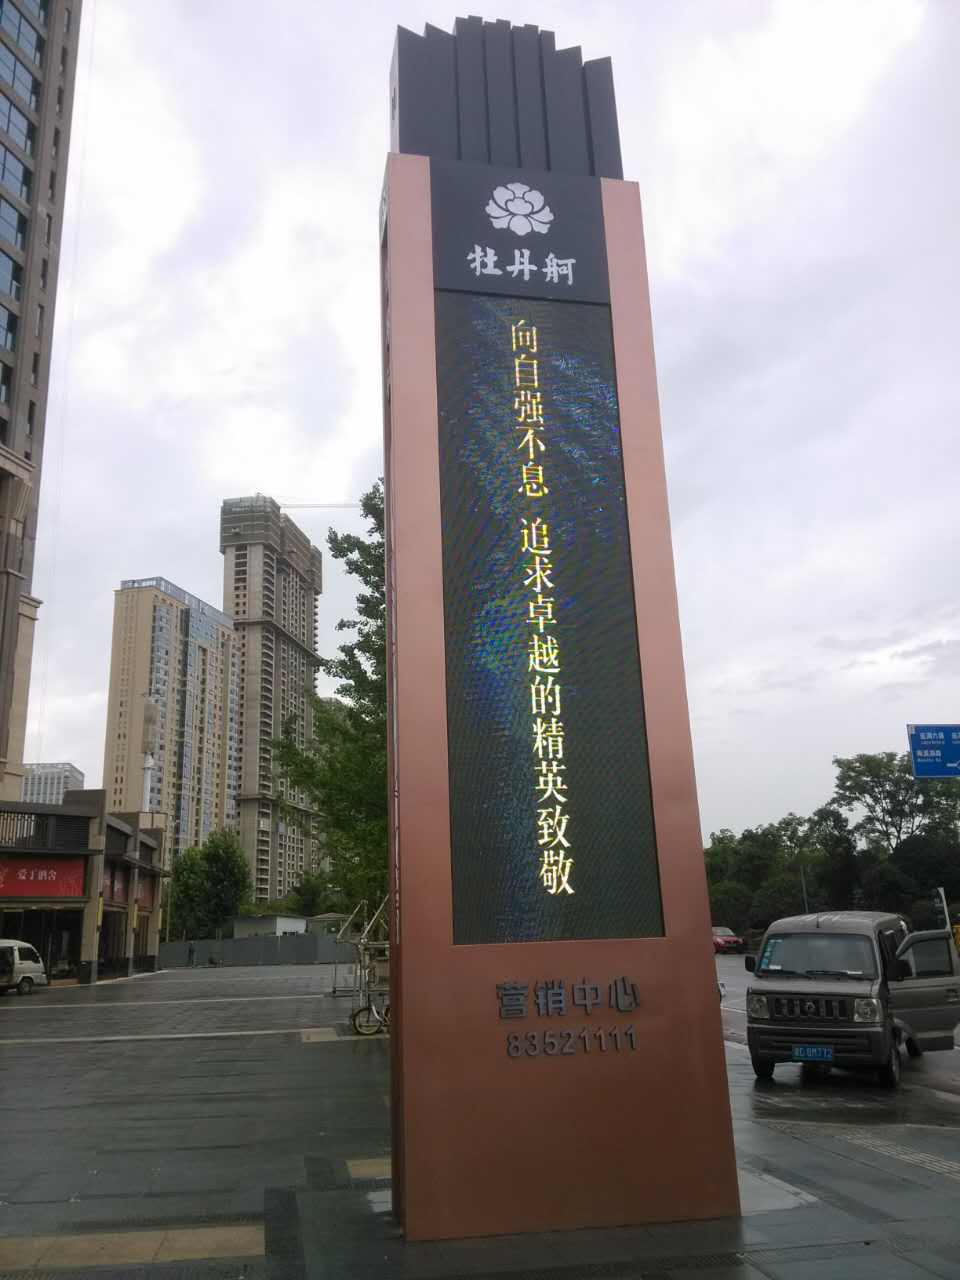 牡丹舸
向自强不息 追求卓越的精英致敬
营销中心
83521111